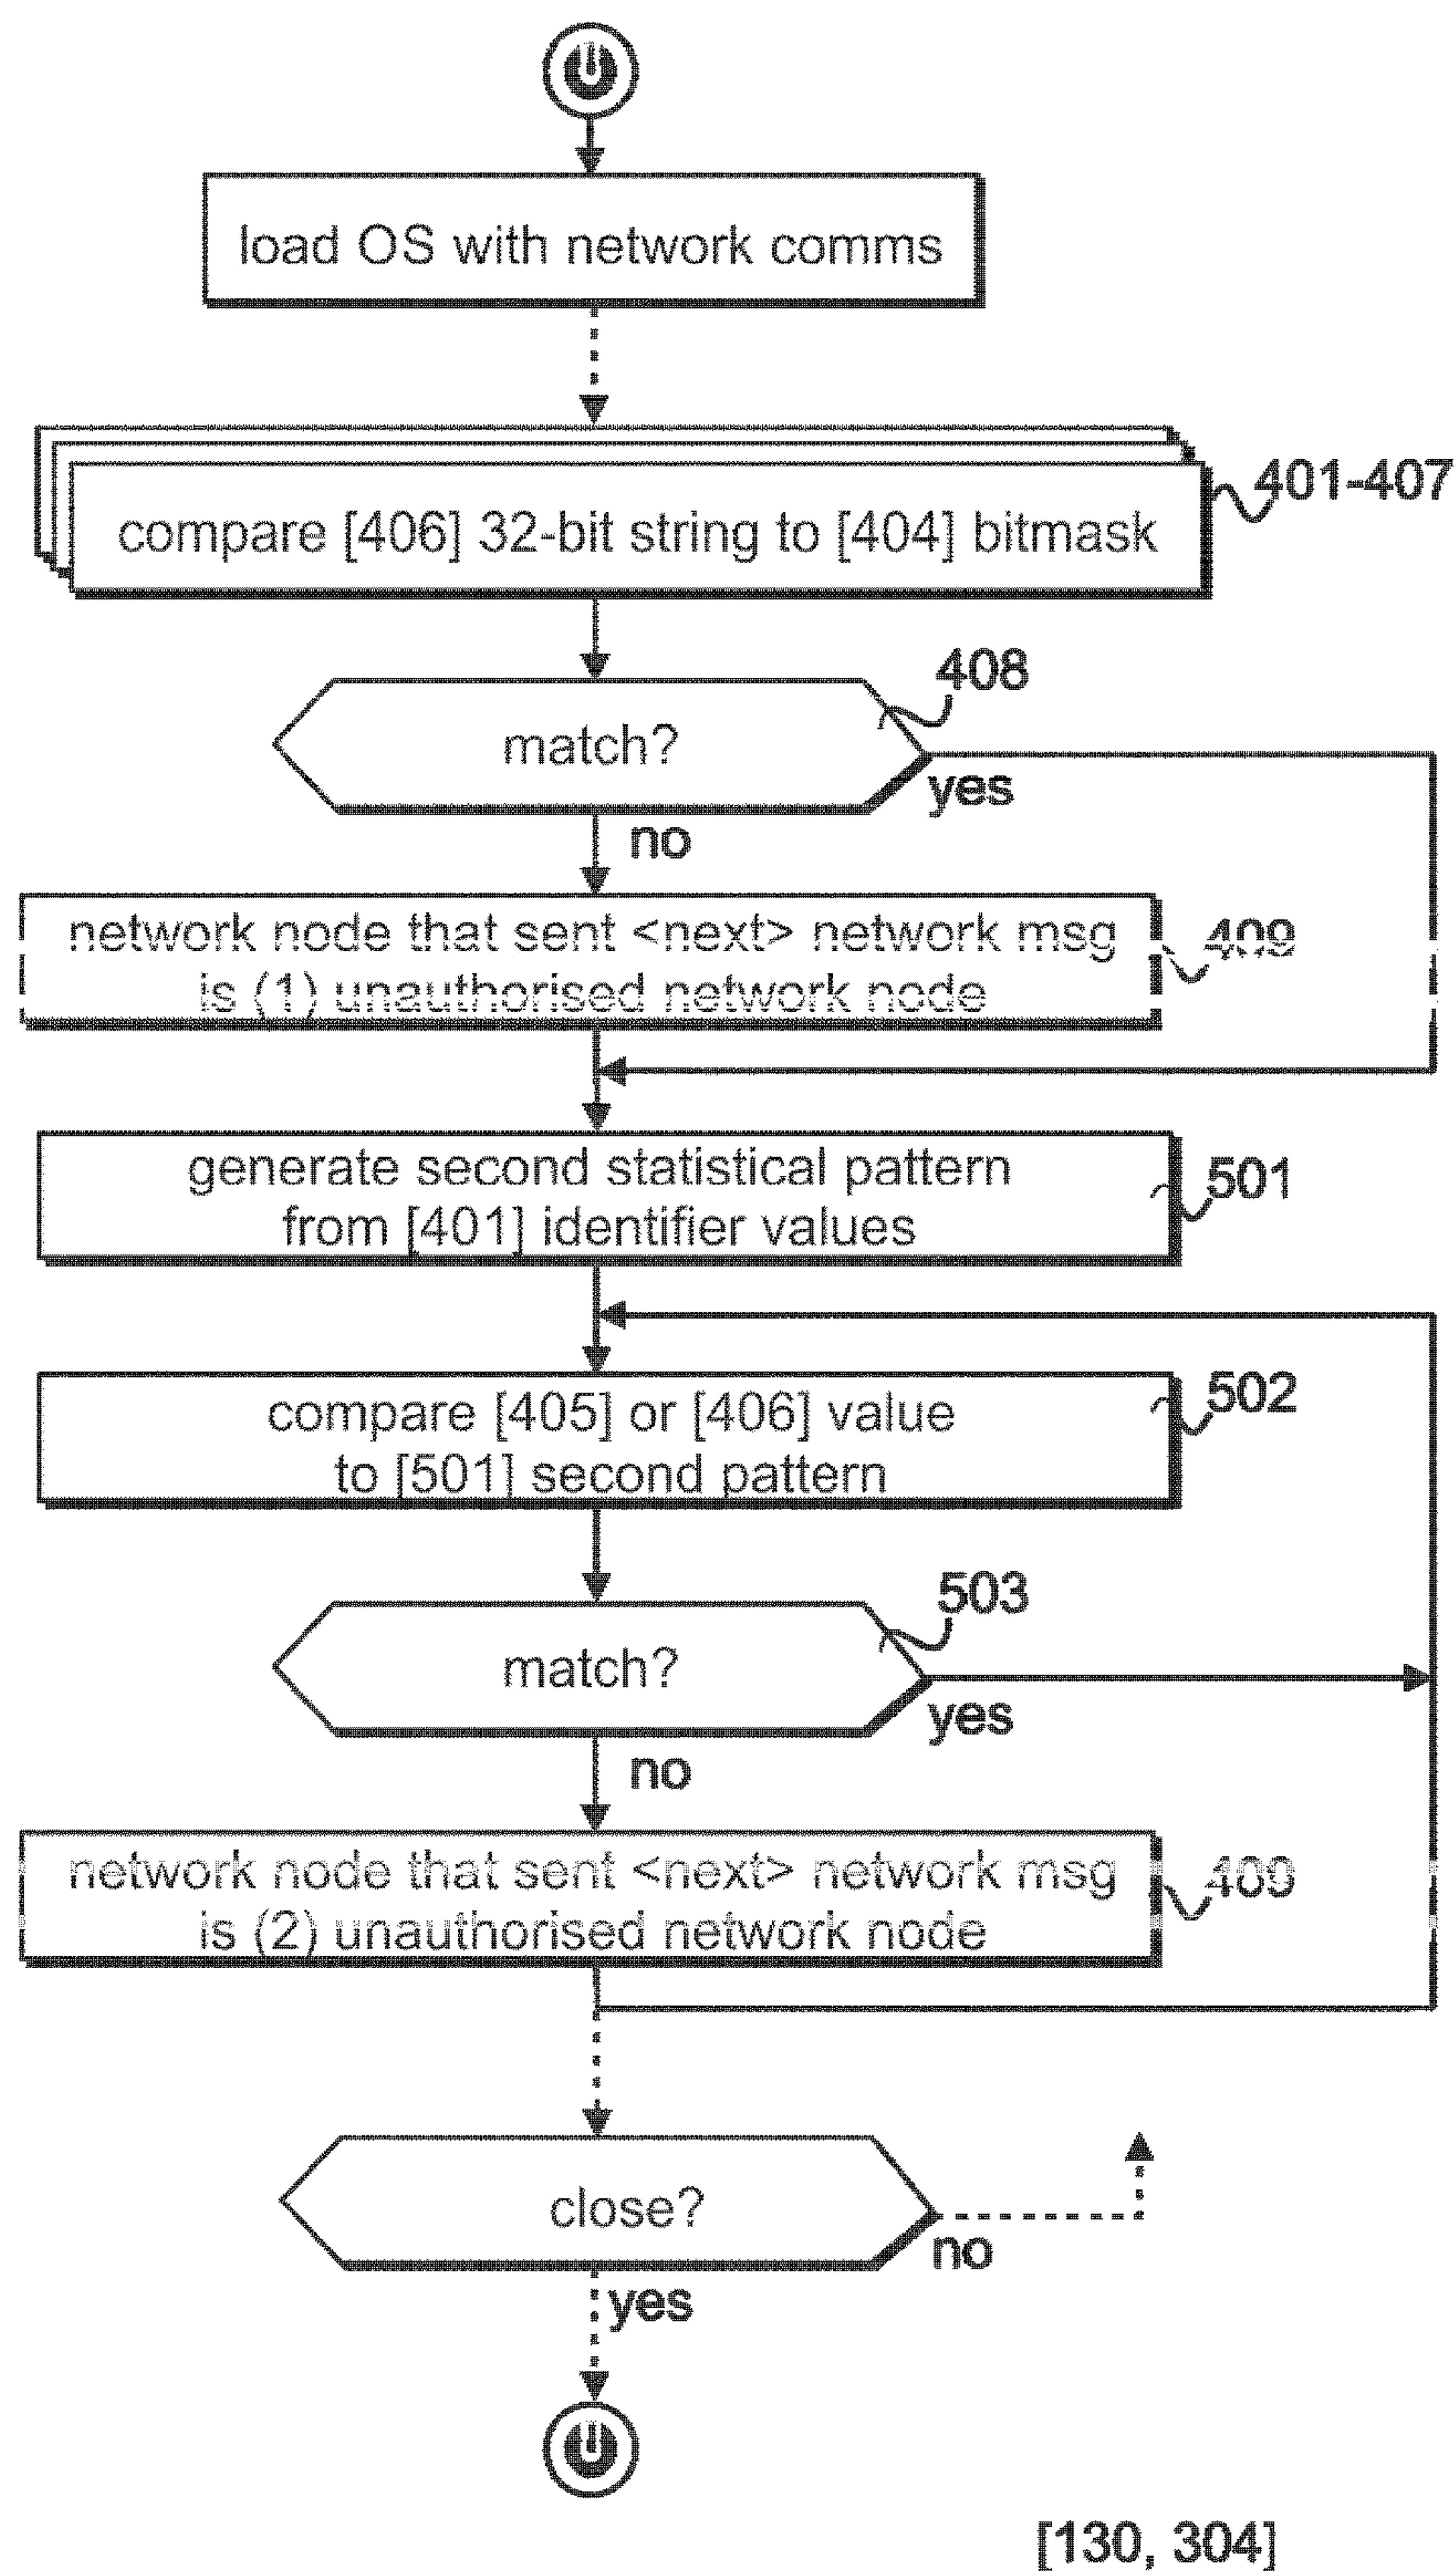 load OS with network comms
compare [406] 32-bit string to [404] bitmask
401-407
match?
408
yes
no
network node that sent <next> network msg
is (1) unauthorised network node
409
generate second statistical pattern
from [401] identifier values
501
compare [405] or [406] value
to [501] second pattern
502
match?
503
yes
no
network node that sent <next> network msg
is (2) unauthorised network node
409
close?
no
yes
[130, 304]